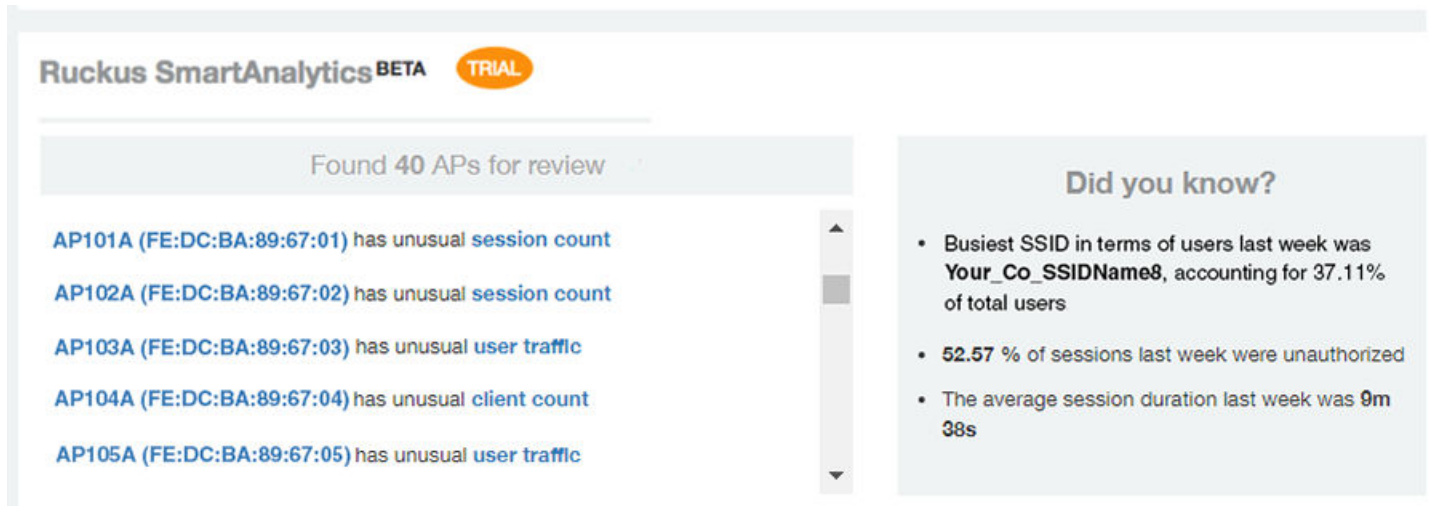 Ruckus SmartAnalytics BETA TRIAL
Found 40 APs for review
AP101A (FE:DC:BA:89:67:01) has unusual session count
AP102A (FE:DC:BA:89:67:02) has unusual session count
AP103A (FE:DC:BA:89:67:03) has unusual user traffic
AP104A (FE:DC:BA:89:67:04) has unusual client count
AP105A (FE:DC:BA:89:67:05) has unusual user traffic
Did you know?
• Busiest SSID in terms of users last week was
Your_Co_SSIDName8, accounting for 37.11%
of total users
• 52.57 % of sessions last week were unauthorized
• The average session duration last week was 9m
38s